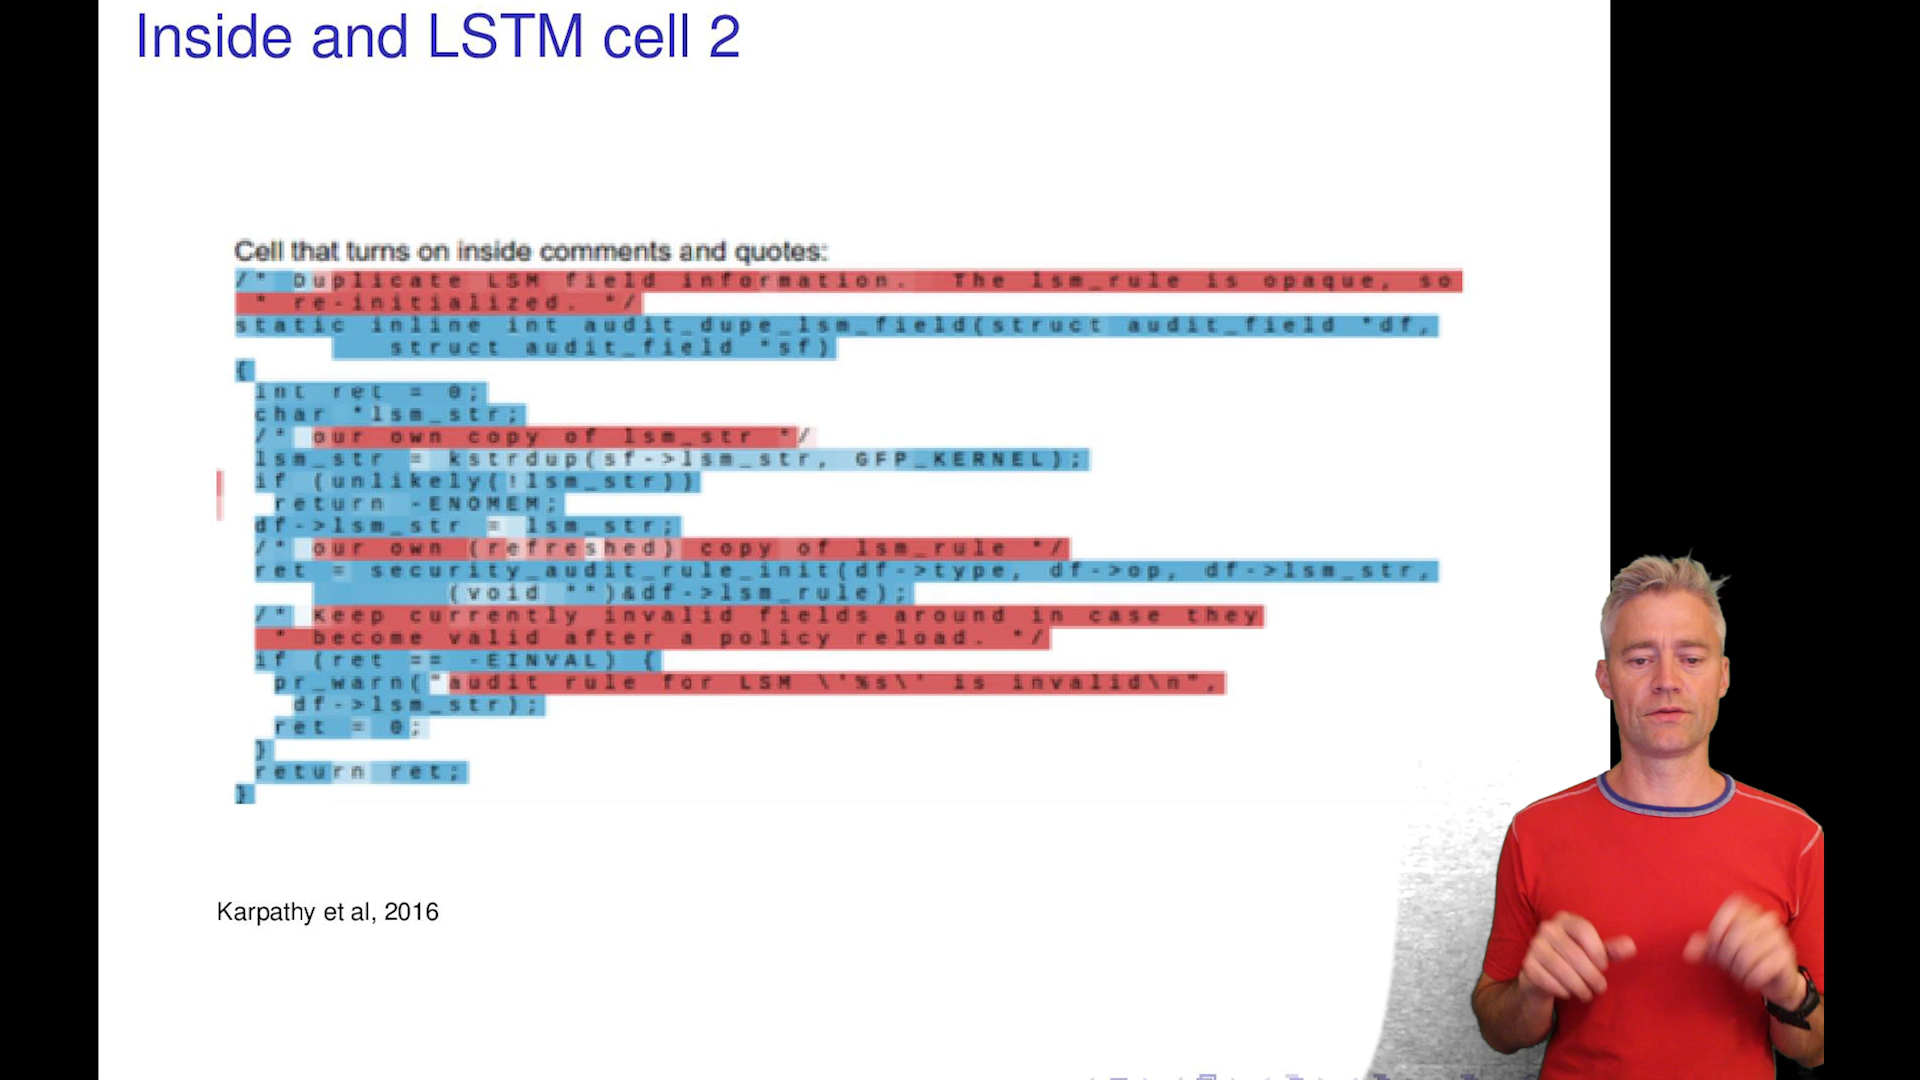 Inside and LSTM cell 2
Cell that turns on inside comments and quotes:
/* Duplicate LSM field information. The lsm_rule is opaque, so
* re-initialized. */
static inline int audit_dupe_lsm_field(struct audit_field *df,
struct audit_field *sf)
{
int ret = 0;
char *lsm_str;
/* our own copy of lsm_str */
lsm_str = kstrdup(sf->lsm_str, GFP_KERNEL);
if (unlikely(!lsm_str))
return -ENOMEM;
df->lsm_str = lsm_str;
/* our own (refreshed) copy of lsm_rule */
ret = security_audit_rule_init(df->type, df->op, df->lsm_str,
(void **)&df->lsm_rule);
/* Keep currently invalid fields around in case they
* become valid after a policy reload. */
if (ret == -EINVAL) {
pr_warn("audit rule for LSM \'%s\' is invalid\n",
df->lsm_str);
ret = 0;
}
return ret;
}
Karpathy et al, 2016